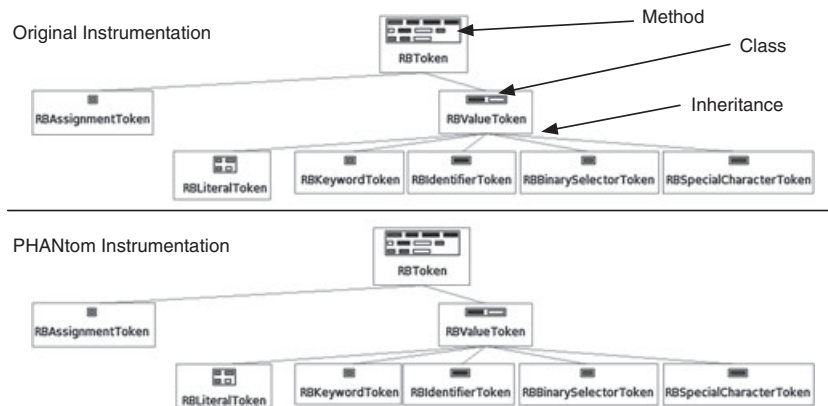 Original Instrumentation
Method
RBToken
Class
RBAssignmentToken
RBValueToken
Inheritance
RBLiteralToken
RBKeywordToken
RBIdentifierToken
RBBinarySelectorToken
RBSpecialCharacterToken
PHANtom Instrumentation
RBToken
RBAssignmentToken
RBValueToken
RBLiteralToken
RBKeywordToken
RBIdentifierToken
RBBinarySelectorToken
RBSpecialCharacterToken